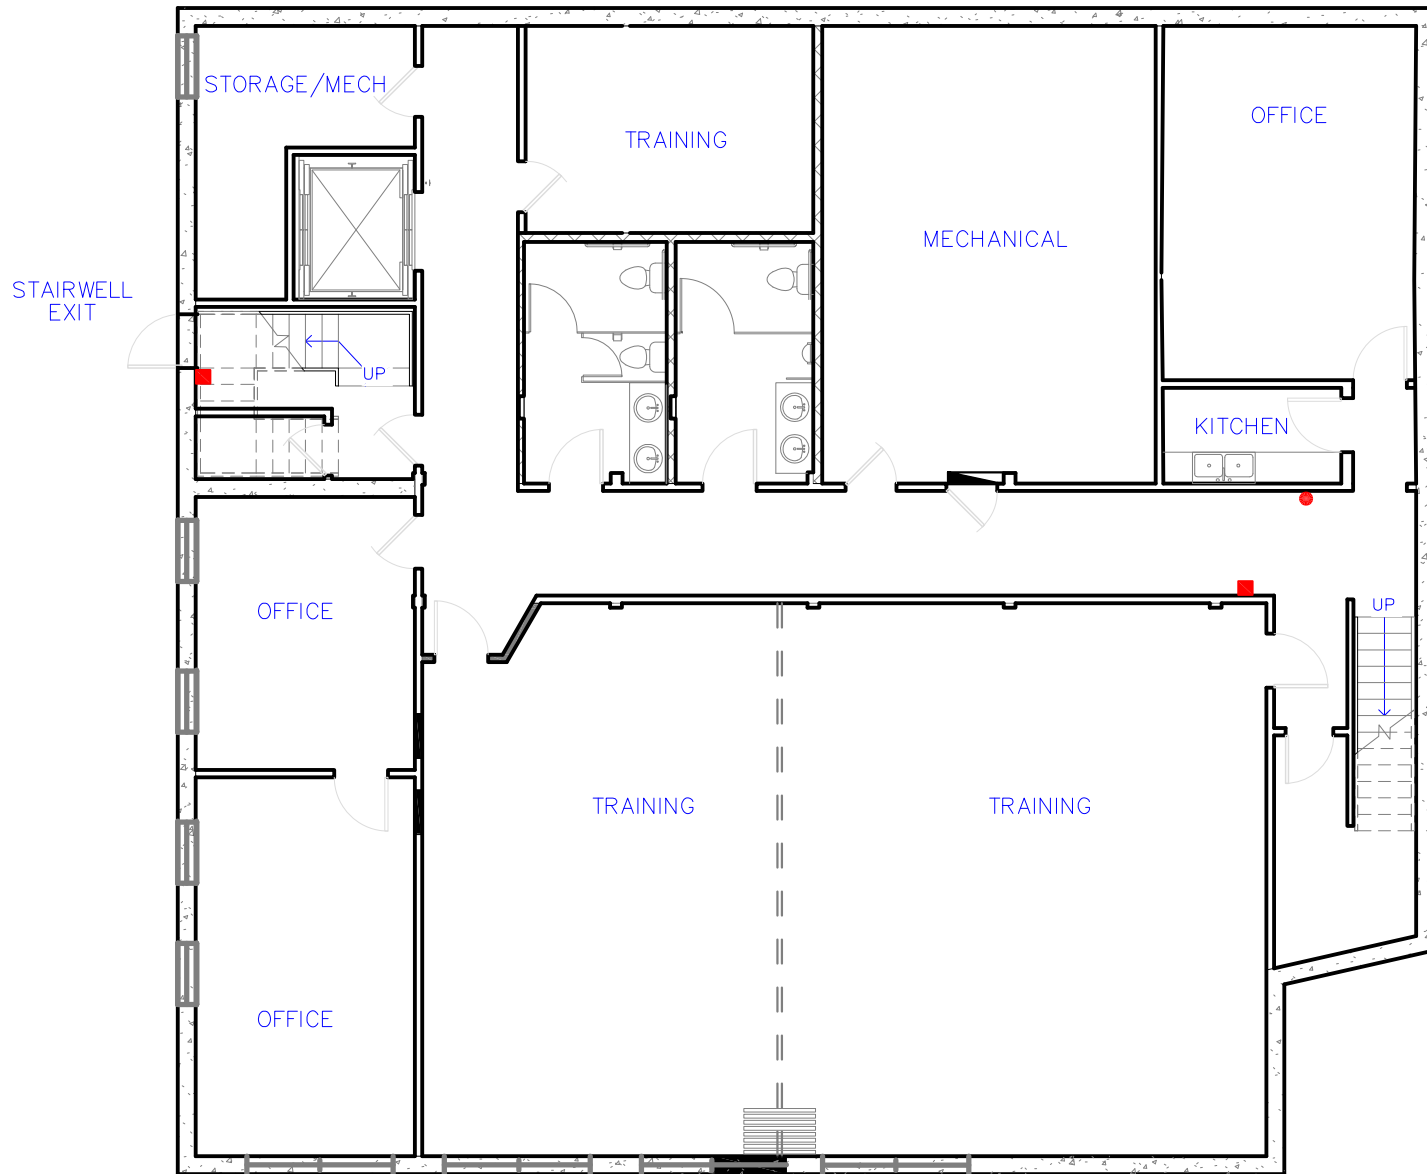 STORAGE/MECH
TRAINING
OFFICE
MECHANICAL
STAIRWELL
EXIT
UP
KITCHEN
OFFICE
UP
TRAINING
TRAINING
OFFICE